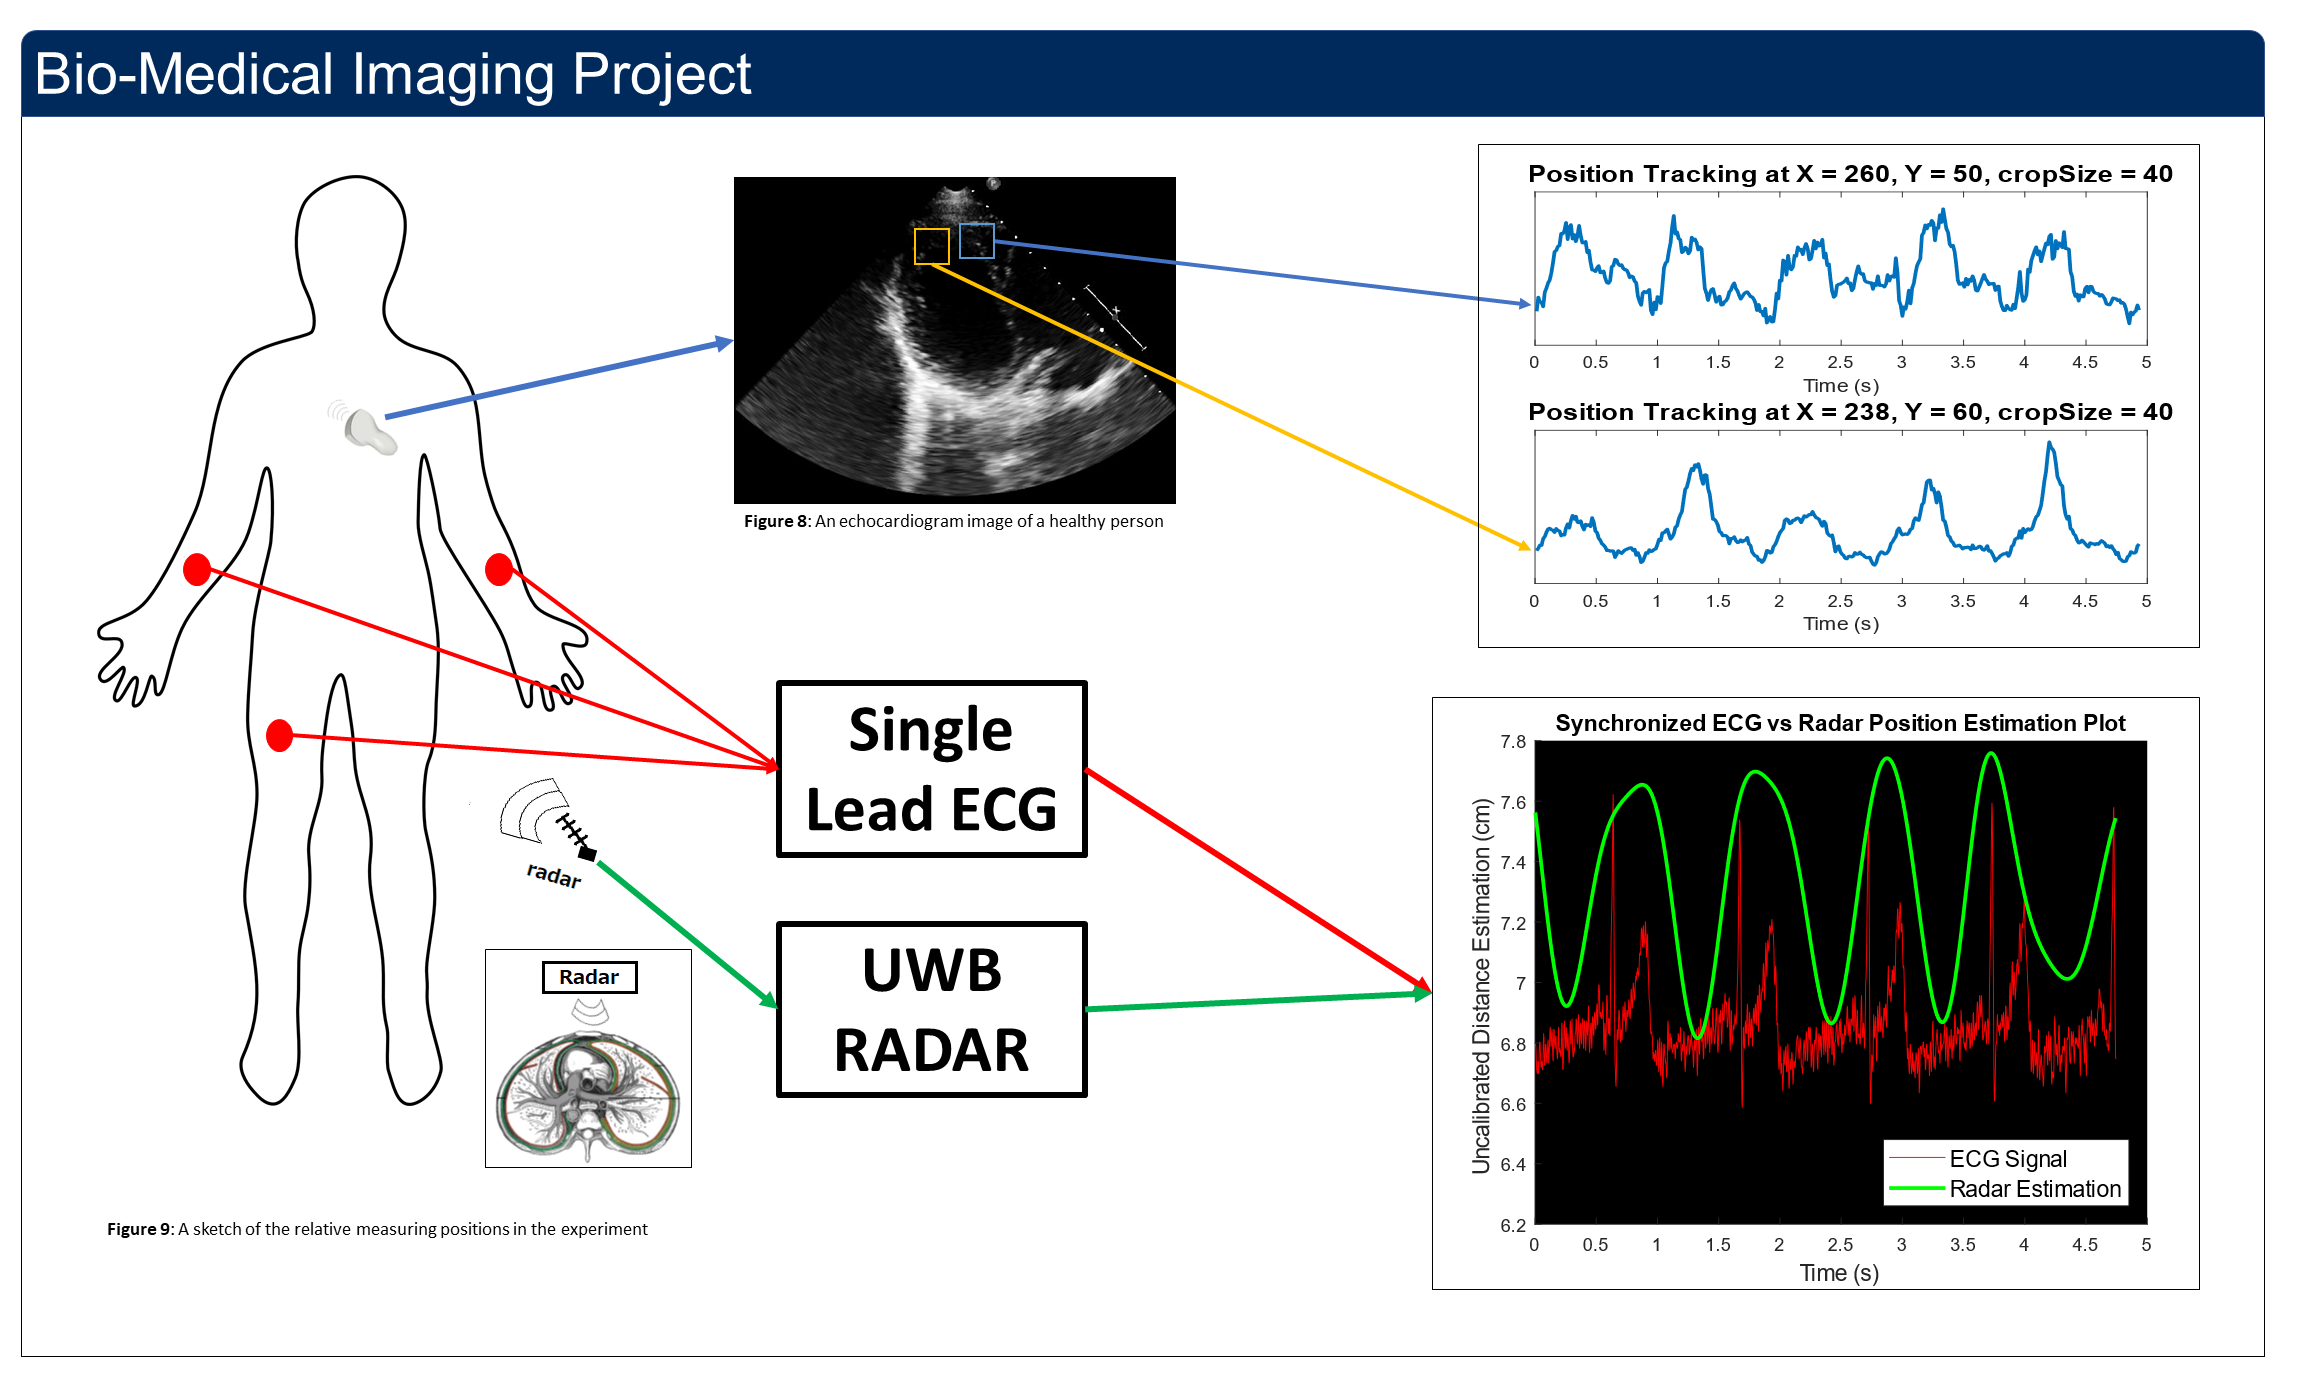 Bio-Medical Imaging Project
P
X
Figure 8: An echocardiogram image of a healthy person
Position Tracking at X = 260, Y = 50, cropSize = 40
0 0.5 1 1.5 2 2.5 3 3.5 4 4.5 5
Time (s)
Position Tracking at X = 238, Y = 60, cropSize = 40
0 0.5 1 1.5 2 2.5 3 3.5 4 4.5 5
Time (s)
Single
Lead ECG
radar
UWB
RADAR
Radar
Figure 9: A sketch of the relative measuring positions in the experiment
Synchronized ECG vs Radar Position Estimation Plot
Uncalibrated Distance Estimation (cm)
7.8
7.6
7.4
7.2
7
6.8
6.6
6.4
6.2
ECG Signal
Radar Estimation
0 0.5 1 1.5 2 2.5 3 3.5 4 4.5 5
Time (s)